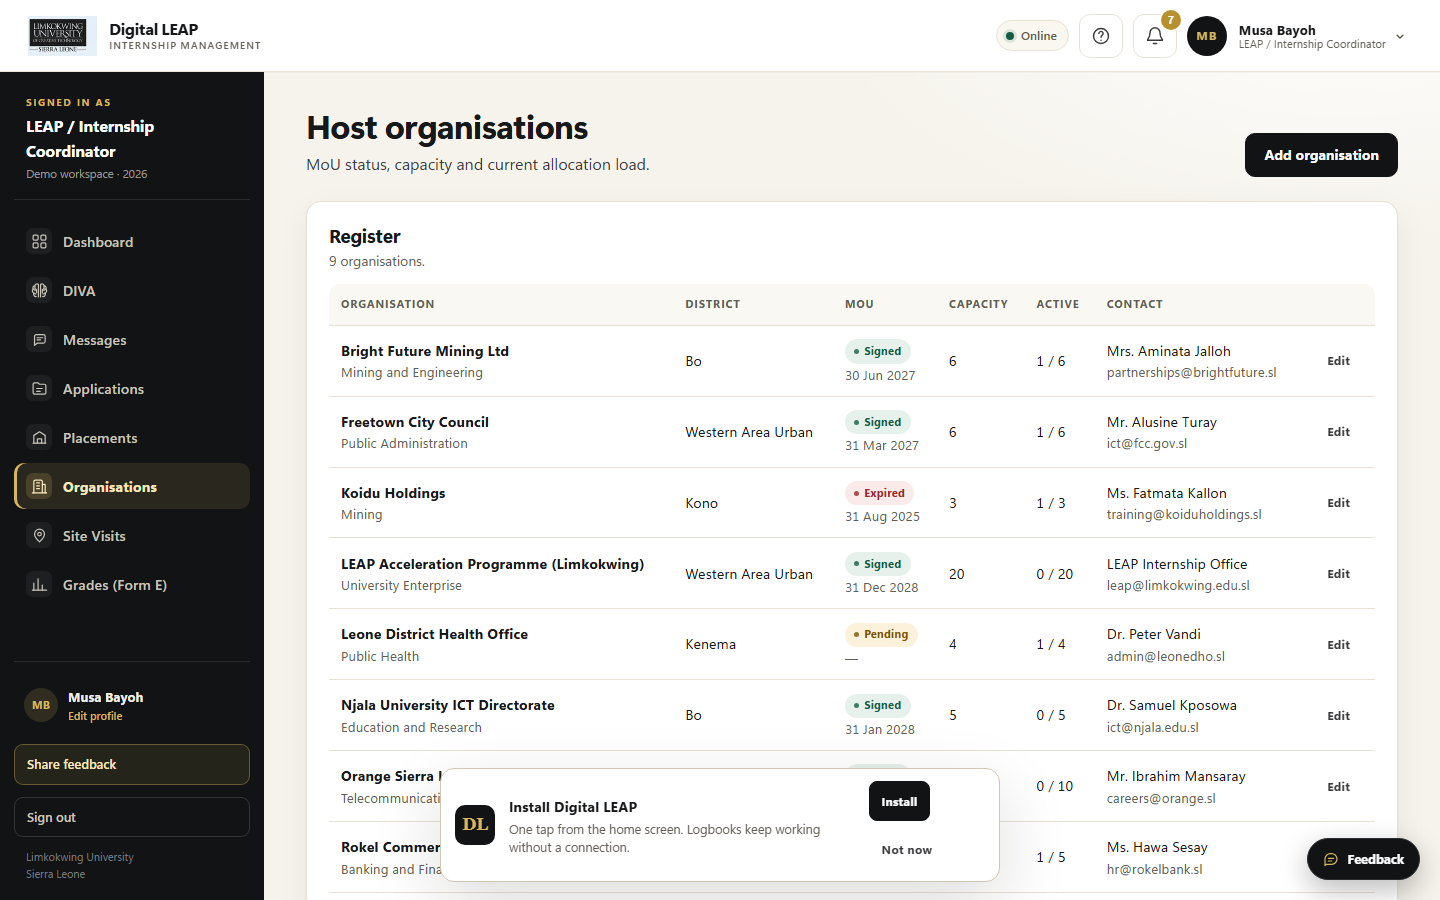 LIMKOKWING
UNIVERSITY
OF CREATIVE TECHNOLOGY
SIERRA LEONE
Digital LEAP
INTERNSHIP MANAGEMENT
Online
7
MB
Musa Bayoh
LEAP / Internship Coordinator
SIGNED IN AS
LEAP / Internship
Coordinator
Demo workspace · 2026
Dashboard
DIVA
Messages
Applications
Placements
Organisations
Site Visits
Grades (Form E)
MB
Musa Bayoh
Edit profile
Share feedback
Sign out
Limkokwing University
Sierra Leone
Host organisations
MoU status, capacity and current allocation load.
Add organisation
Register
9 organisations.
ORGANISATION DISTRICT MOU CAPACITY ACTIVE CONTACT
Bright Future Mining Ltd
Mining and Engineering
Bo
Signed
30 Jun 2027
6
1 / 6
Mrs. Aminata Jalloh
partnerships@brightfuture.sl
Edit
Freetown City Council
Public Administration
Western Area Urban
Signed
31 Mar 2027
6
1 / 6
Mr. Alusine Turay
ict@fcc.gov.sl
Edit
Koidu Holdings
Mining
Kono
Expired
31 Aug 2025
3
1 / 3
Ms. Fatmata Kallon
training@koiduholdings.sl
Edit
LEAP Acceleration Programme (Limkokwing)
University Enterprise
Western Area Urban
Signed
31 Dec 2028
20
0 / 20
LEAP Internship Office
leap@limkokwing.edu.sl
Edit
Leone District Health Office
Public Health
Kenema
Pending
—
4
1 / 4
Dr. Peter Vandi
admin@leonedho.sl
Edit
Njala University ICT Directorate
Education and Research
Bo
Signed
31 Jan 2028
5
0 / 5
Dr. Samuel Kposowa
ict@njala.edu.sl
Edit
Orange Sierra
Telecommunicati
0 / 10
Mr. Ibrahim Mansaray
careers@orange.sl
Edit
Rokel Commer
Banking and Fina
1 / 5
Ms. Hawa Sesay
hr@rokelbank.sl
DL
Install Digital LEAP
One tap from the home screen. Logbooks keep working
without a connection.
Install
Not now
Feedback